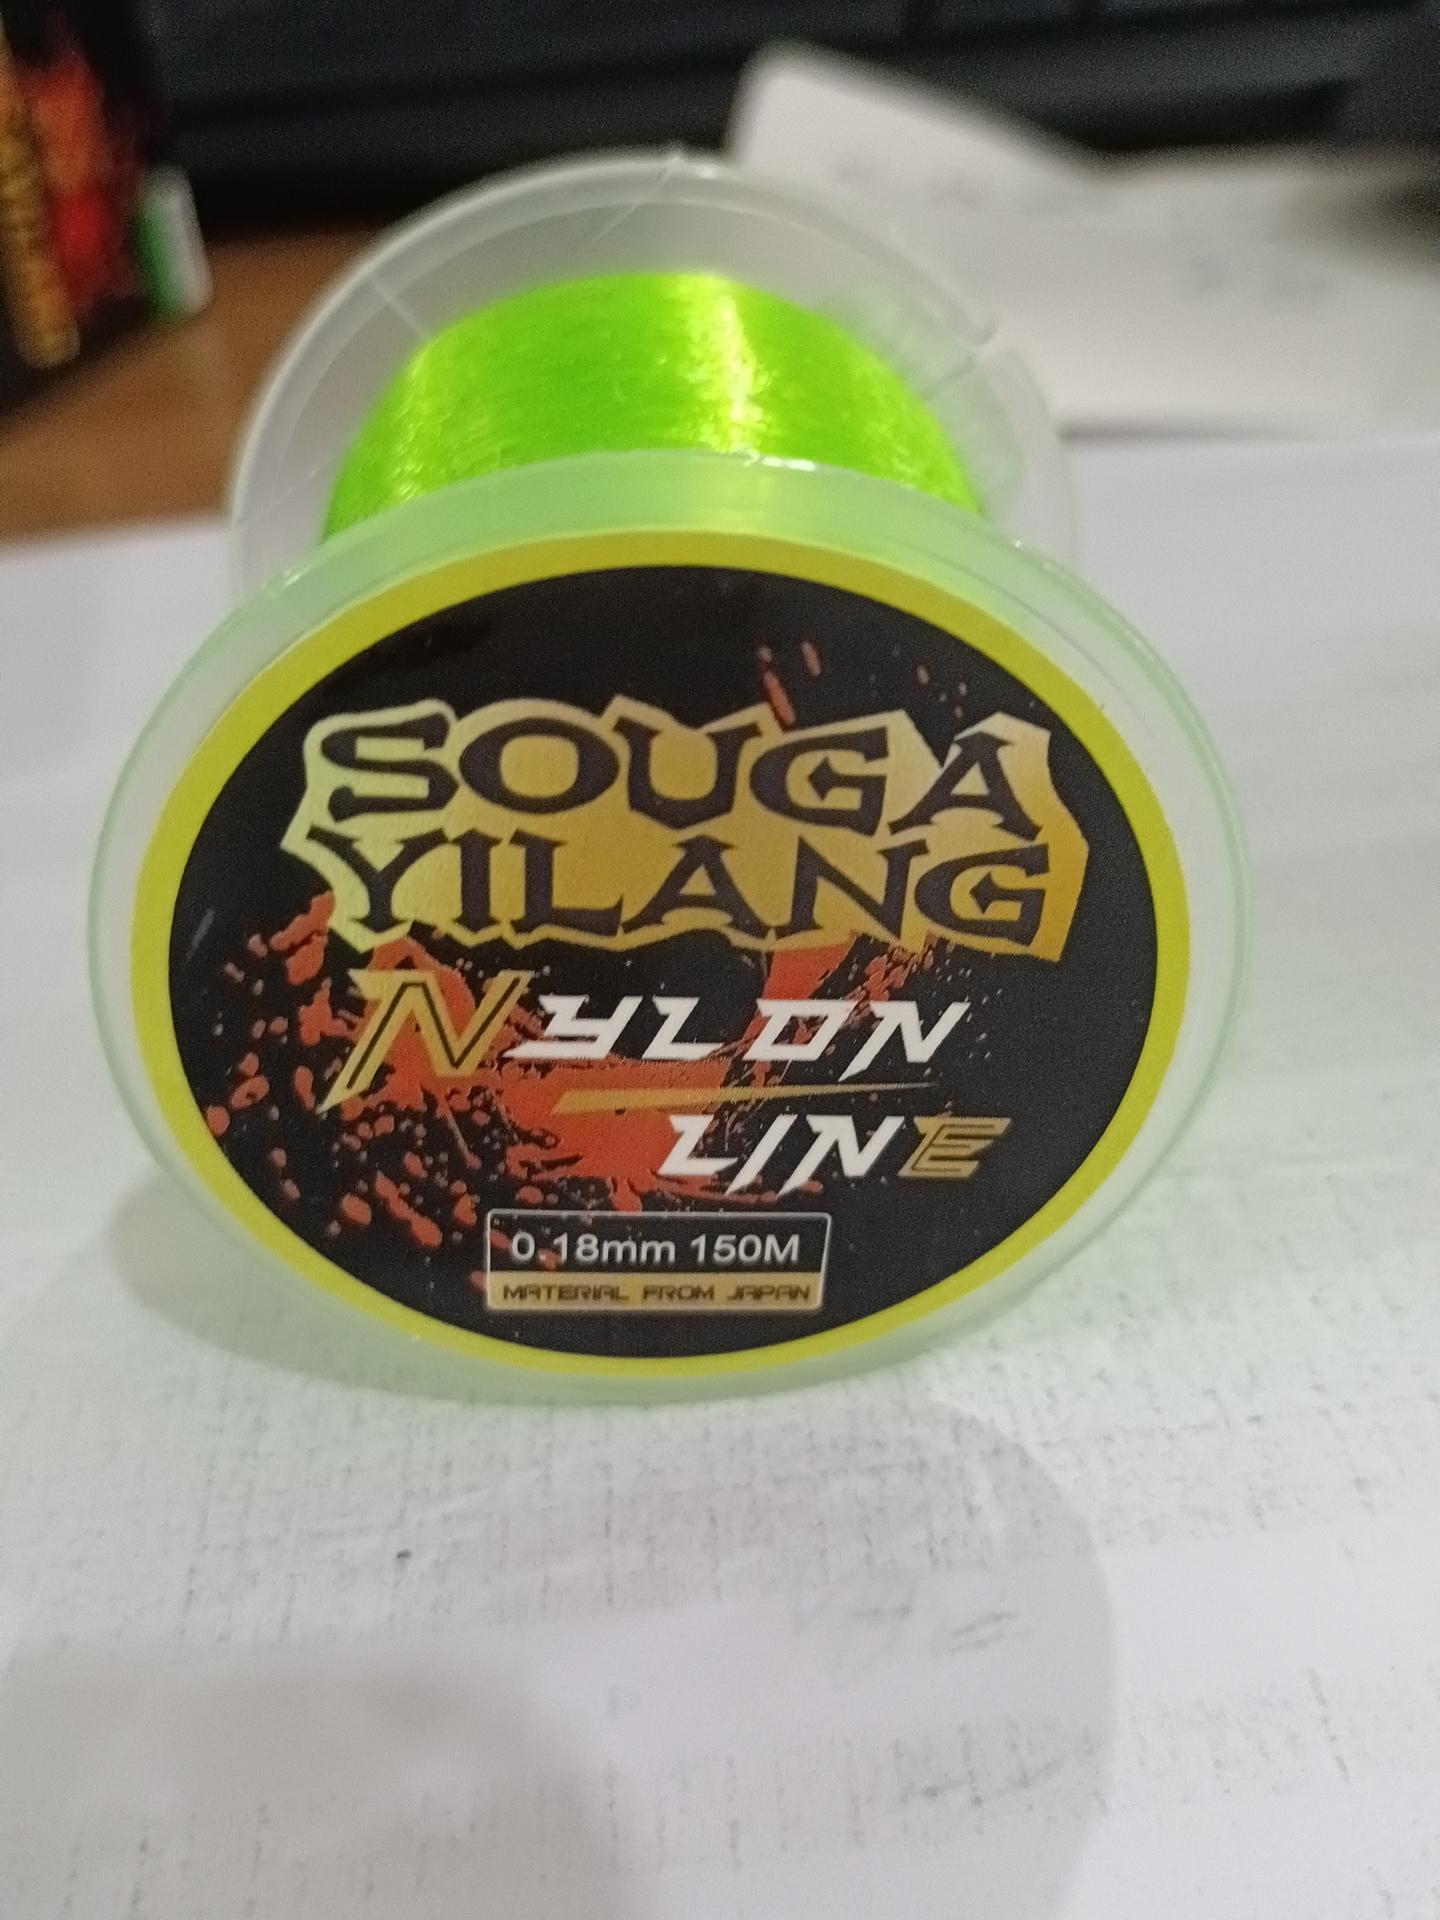 SOUGA
YILANG
NYLON
LINE
0.18mm 150M
MATERIAL FROM JAPAN